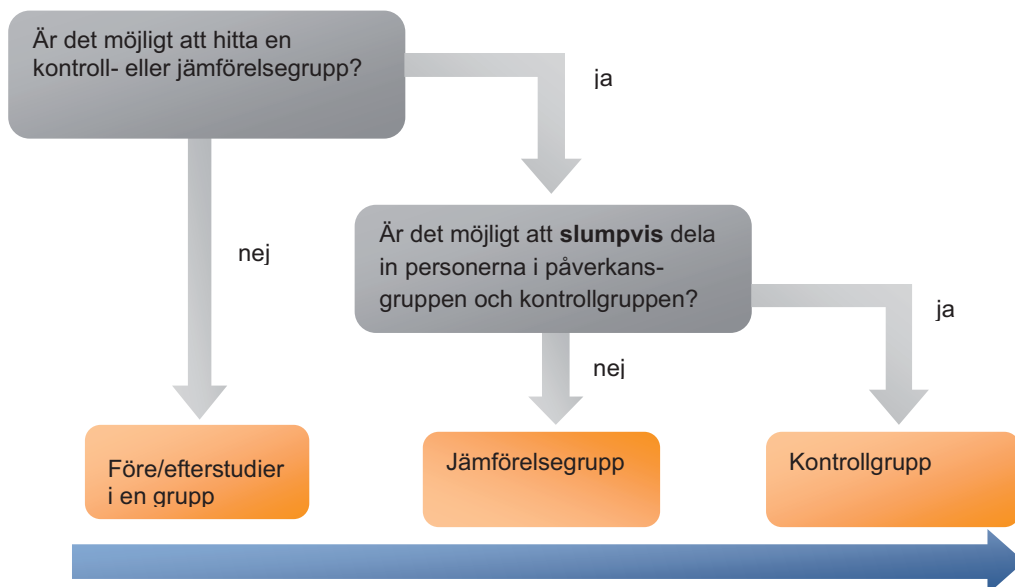 Är det möjligt att hitta en
kontroll- eller jämförelsegrupp?
ja
nej
Är det möjligt att slumpvis dela
in personerna i påverkans-
gruppen och kontrollgruppen?
ja
nej
Före/efterstudier
i en grupp
Jämförelsegrupp
Kontrollgrupp